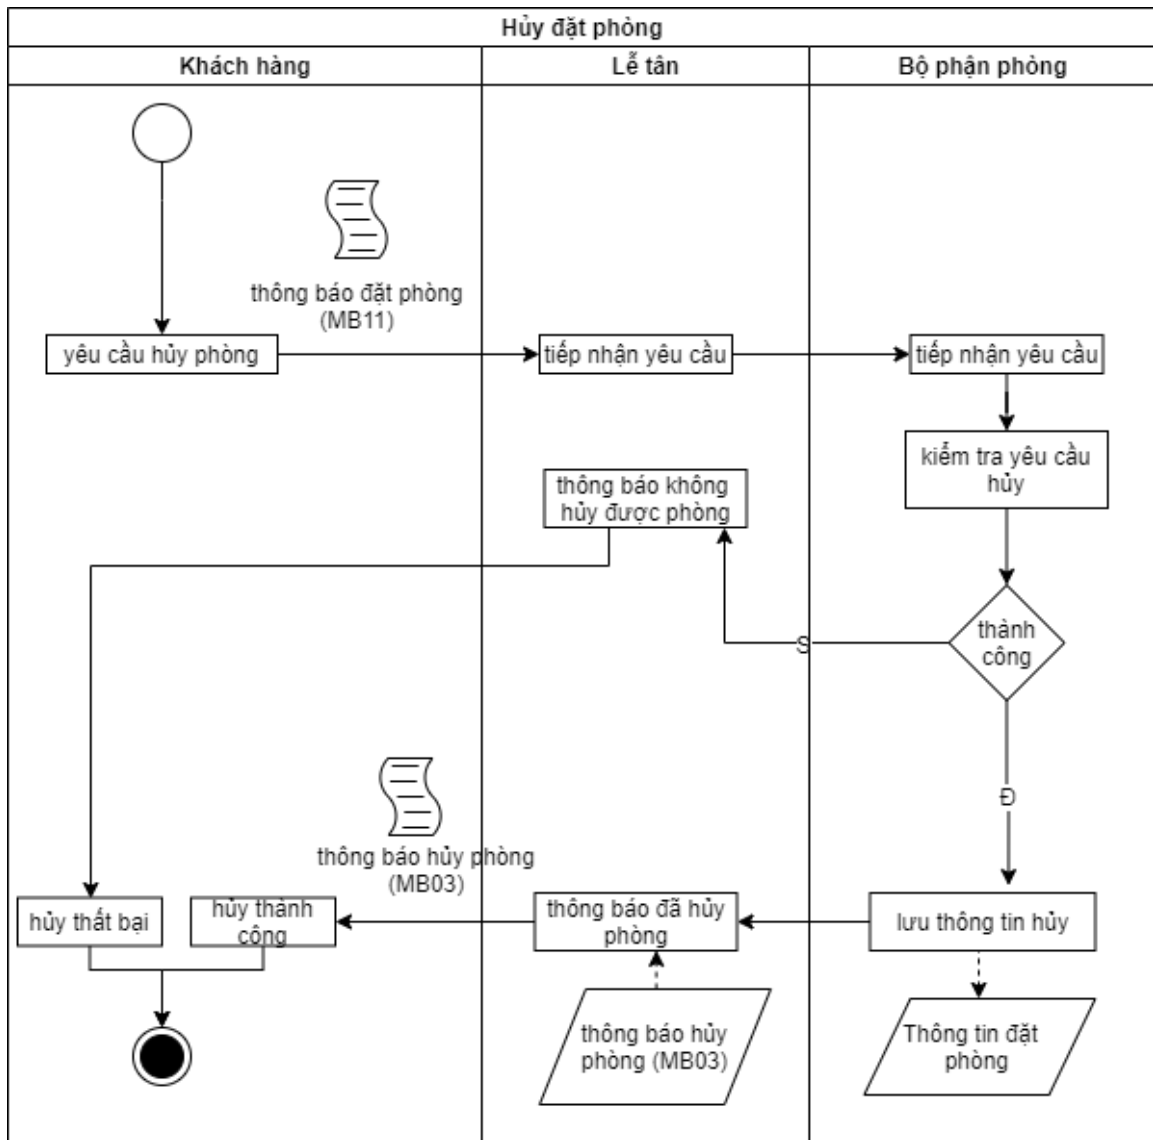 Hủy đặt phòng
Khách hàng
Lễ tân
Bộ phận phòng
thông báo đặt phòng
(MB11)
yêu cầu hủy phòng
tiếp nhận yêu cầu
tiếp nhận yêu cầu
kiểm tra yêu cầu
hủy
thông báo không
hủy được phòng
thành
công
S
Đ
thông báo hủy phòng
(MB03)
hủy thất bại
hủy thành
công
thông báo đã hủy
phòng
lưu thông tin hủy
thông báo hủy
phòng (MB03)
Thông tin đặt
phòng